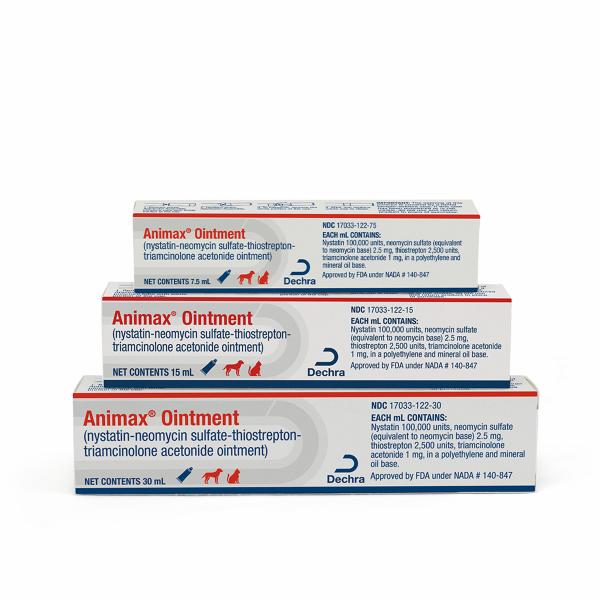 Animax® Ointment
(nystatin-neomycin sulfate-thiostrepton-
triamcinolone acetonide ointment)
NET CONTENTS 7.5 mL
Dechra
NDC 17033-122-75
EACH mL CONTAINS:
Nystatin 100,000 units, neomycin sulfate (equivalent
to neomycin base) 2.5 mg, thiostrepton 2,500 units,
triamcinolone acetonide 1 mg, in a polyethylene and
mineral oil base.
Approved by FDA under NADA # 140-847
Animax® Ointment
(nystatin-neomycin sulfate-thiostrepton-
triamcinolone acetonide ointment)
NET CONTENTS 15 mL
Dechra
NDC 17033-122-15
EACH mL CONTAINS:
Nystatin 100,000 units, neomycin sulfate
(equivalent to neomycin base) 2.5 mg,
thiostrepton 2,500 units, triamcinolone acetonide
1 mg, in a polyethylene and mineral oil base.
Approved by FDA under NADA # 140-847
Animax® Ointment
(nystatin-neomycin sulfate-thiostrepton-
triamcinolone acetonide ointment)
NET CONTENTS 30 mL
Dechra
NDC 17033-122-30
EACH mL CONTAINS:
Nystatin 100,000 units, neomycin sulfate
(equivalent to neomycin base) 2.5 mg,
thiostrepton 2,500 units, triamcinolone
acetonide 1 mg, in a polyethylene and mineral
oil base.
Approved by FDA under NADA # 140-847